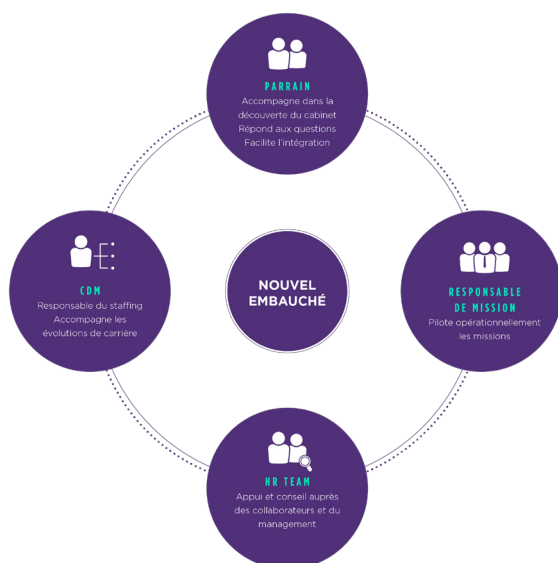 PARRAIN
Accompagne dans la
découverte du cabinet
Répond aux questions
Facilite l'intégration
CDM
Responsable du staffing
Accompagne les
évolutions de carrière
NOUVEL
EMBAUCHÉ
RESPONSABLE
DE MISSION
Pilote opérationnellement
les missions
HR TEAM
Appui et conseil auprès
des collaborateurs et du
management